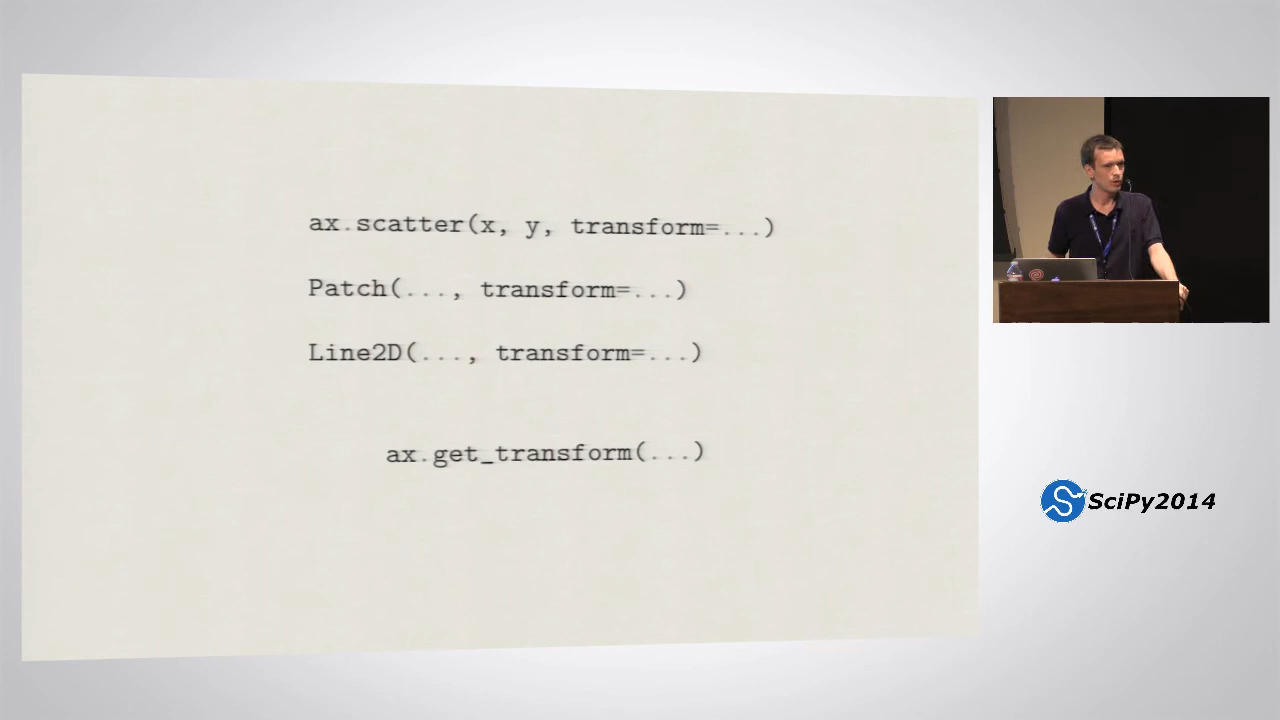 ax.scatter(x, y, transform=...)
Patch(..., transform=...)
Line2D(..., transform=...)
ax.get_transform(...)
SciPy2014